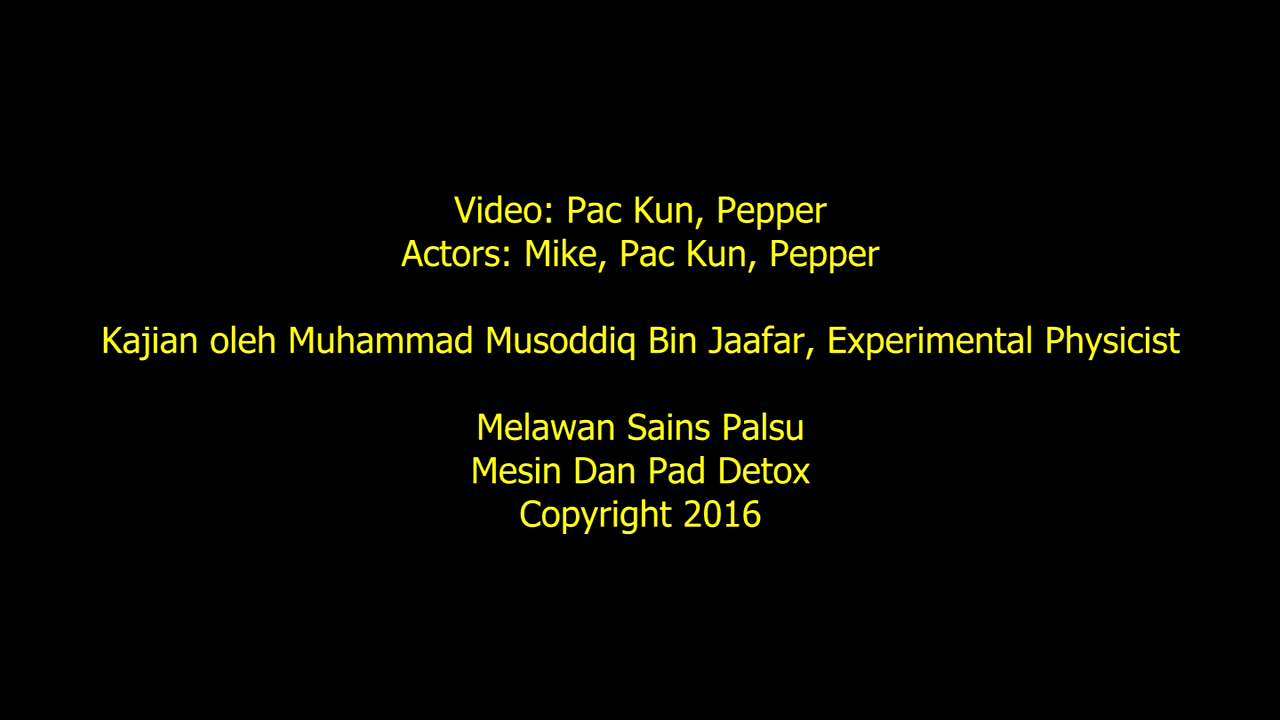 Video: Pac Kun, Pepper
Actors: Mike, Pac Kun, Pepper
Kajian oleh Muhammad Musoddiq Bin Jaafar, Experimental Physicist
Melawan Sains Palsu
Mesin Dan Pad Detox
Copyright 2016